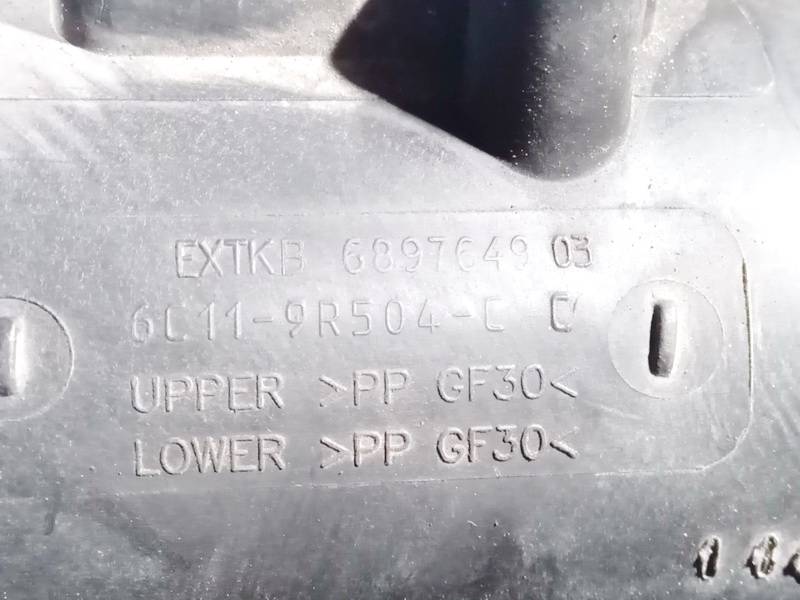 EXTKB 6897649 03
6C11-9R504-C C
UPPER >PP GF30<
LOWER >PP GF30<